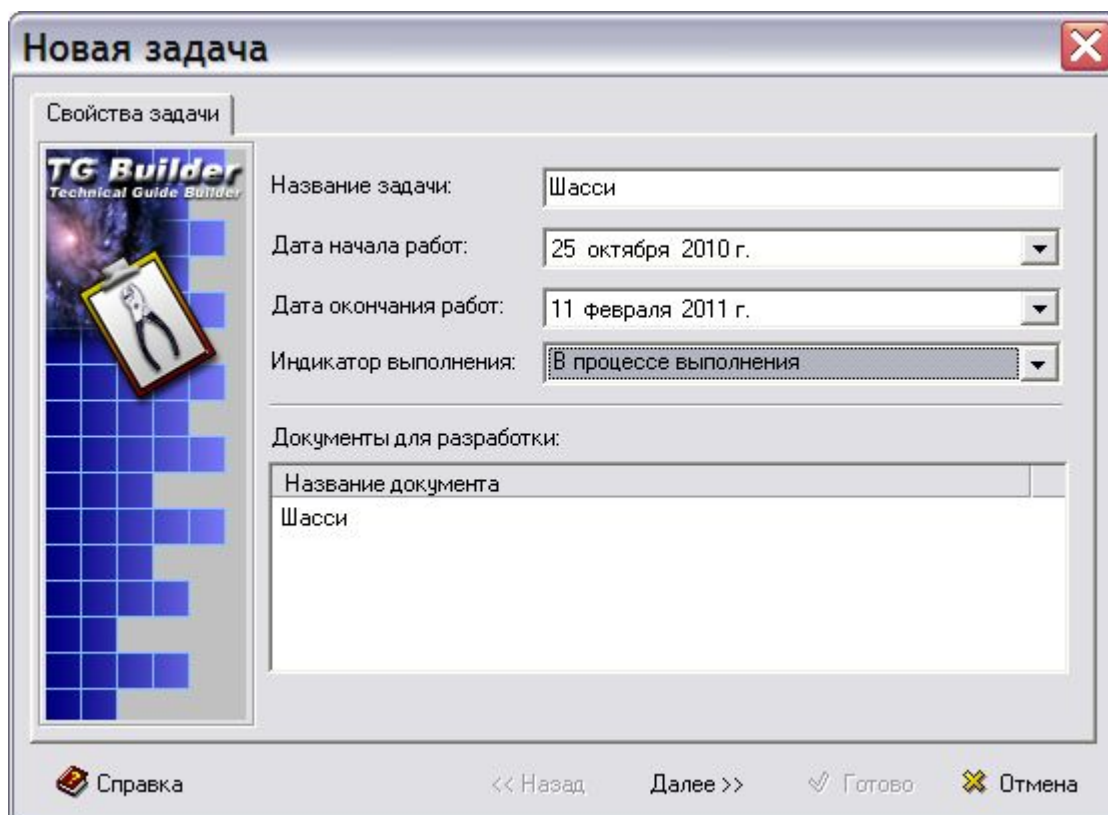 Новая задача
Свойства задачи
TG Builder
Technical Guide Builder
Название задачи: Шасси
Дата начала работ: 25 октября 2010 г.
Дата окончания работ: 11 февраля 2011 г.
Индикатор выполнения: В процессе выполнения
Документы для разработки:
Название документа
Шасси
Справка << Назад Далее >> Готово Отмена